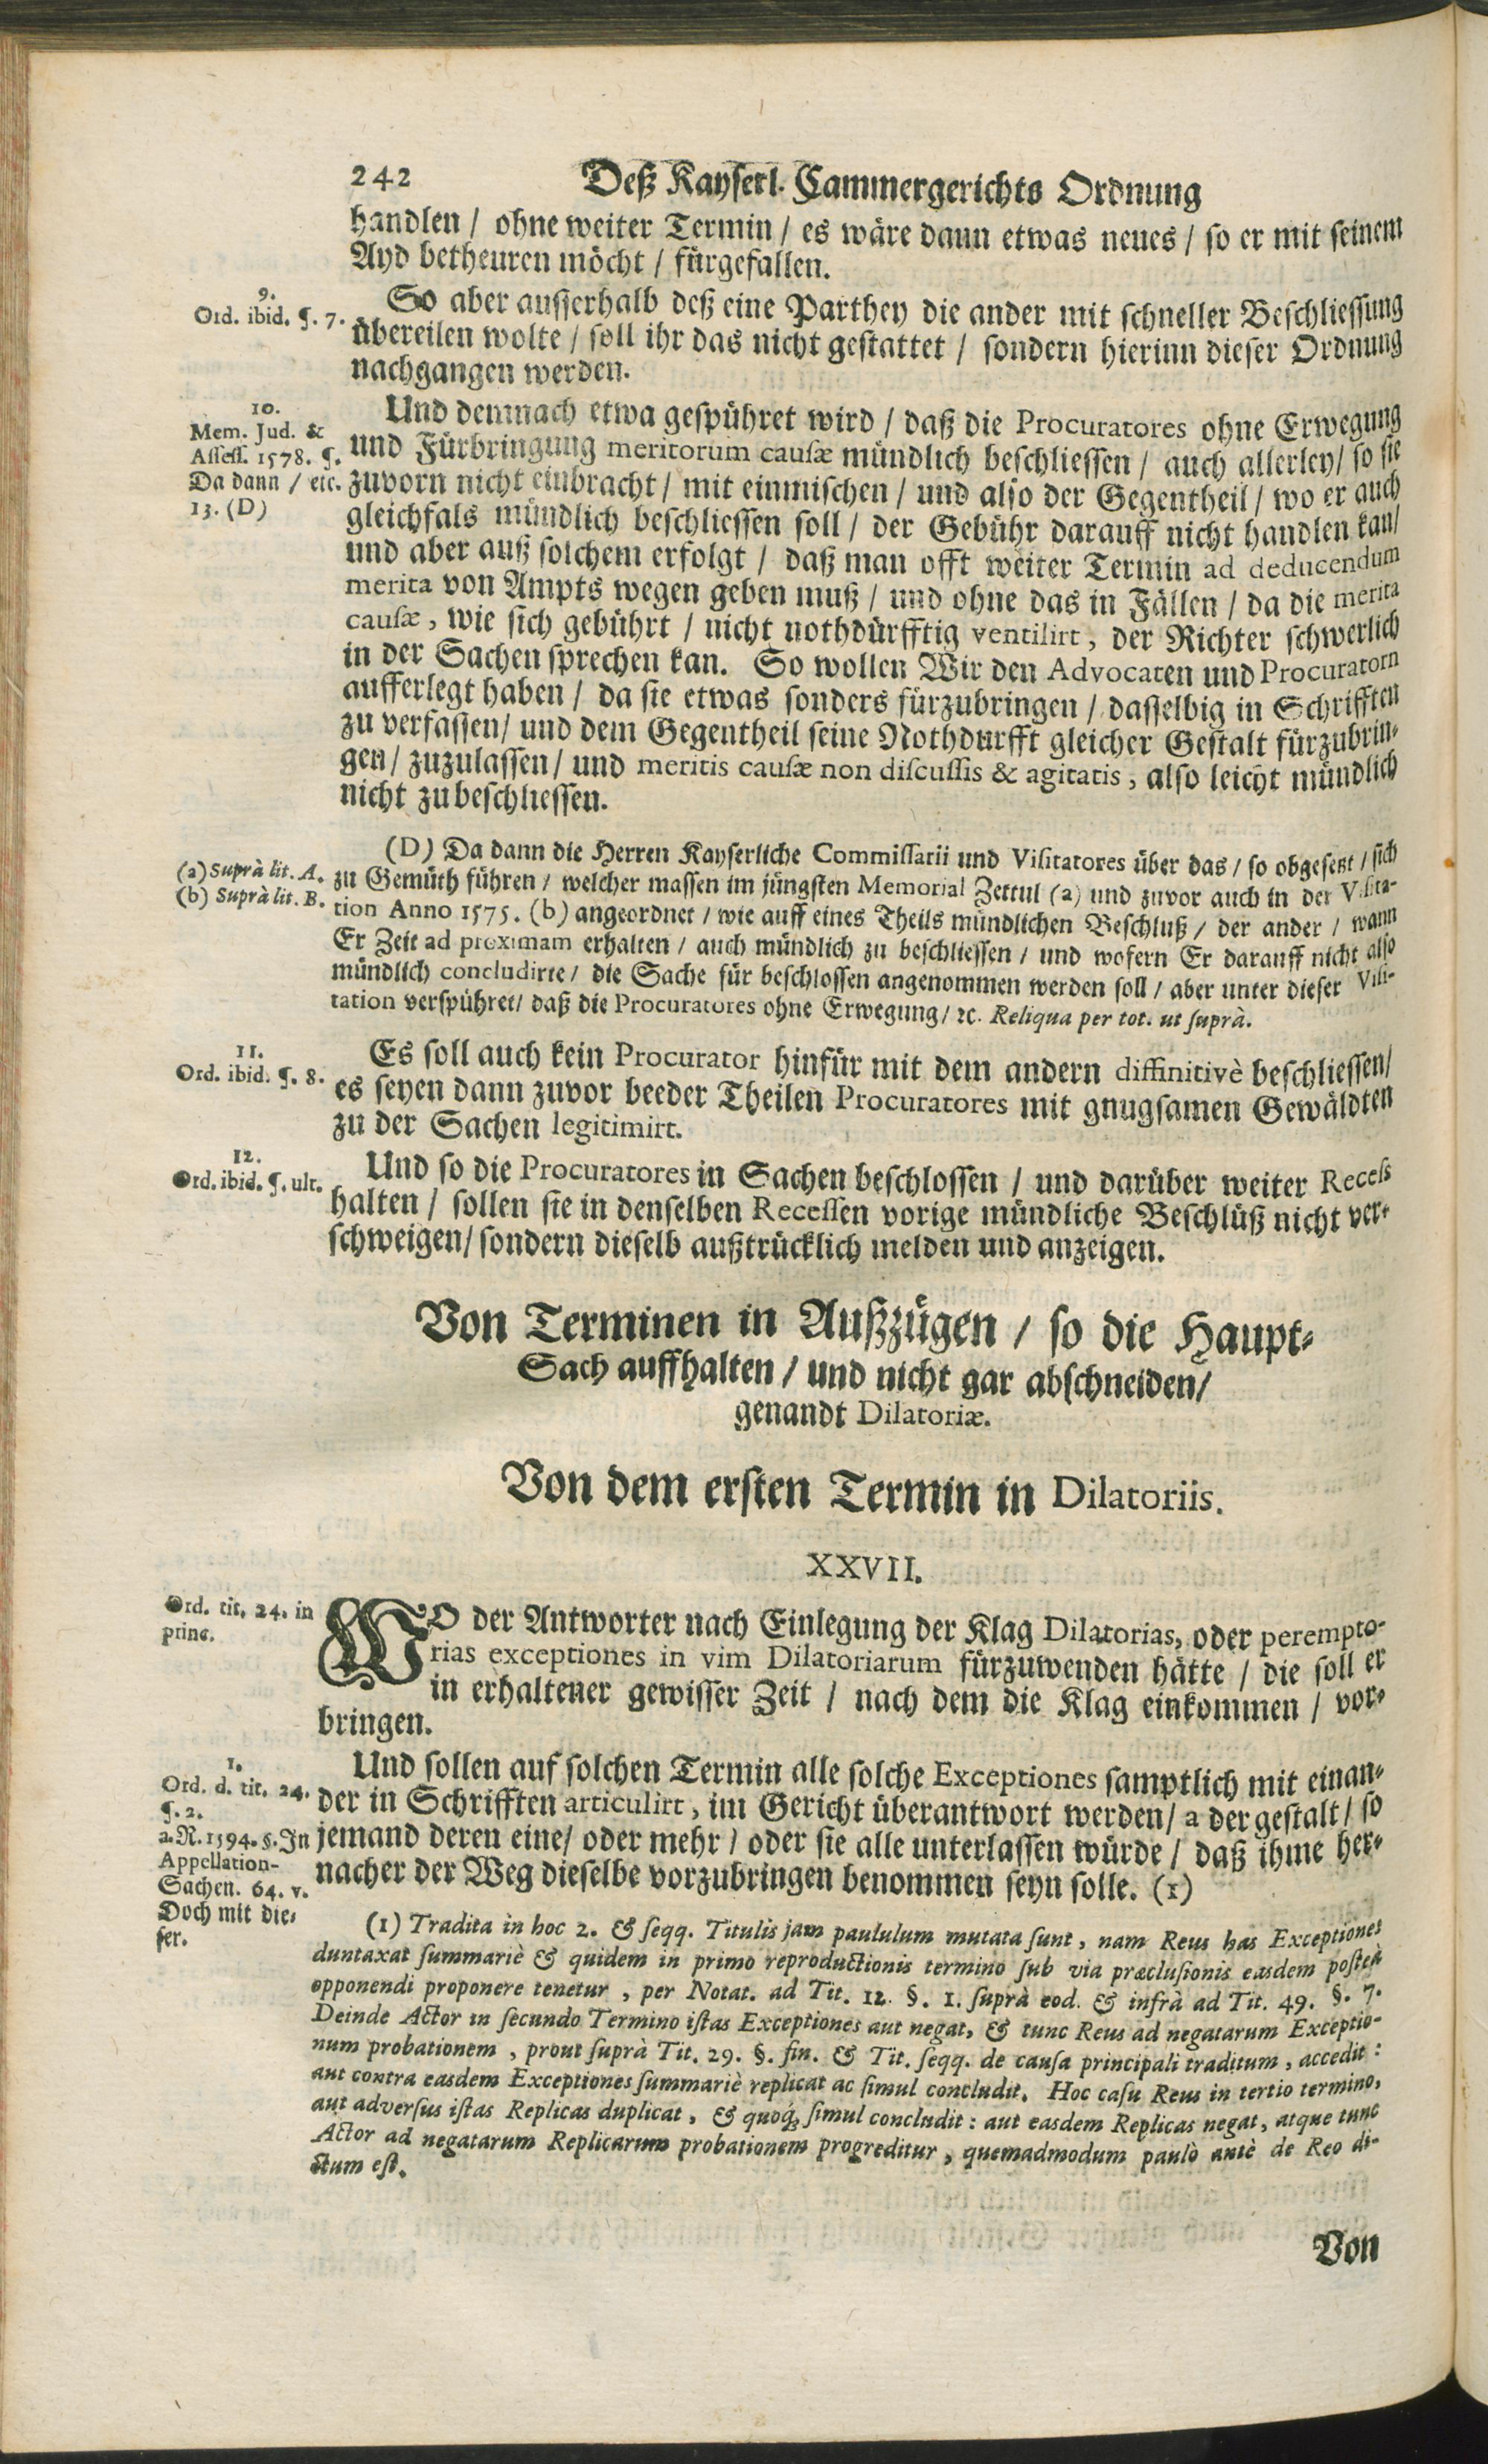 242 Deß Kayserl. Cammergerichts Ordnung
handlen / ohne weiter Termin / es wäre dann etwas neues / so er mit seinem
Ayd betheuren möcht / fürgefallen.
9.
Ord. ibid. ¶. 7.
So aber ausserhalb deß eine Parthey die ander mit schneller Beschliessung
übereilen wolte / soll ihr das nicht gestattet / sondern hierinn dieser Ordnung
nachgangen werden.
10.
Mem. Jud. &
Assess. 1578. ¶.
Da dann / etc.
13. (D)
Und demnach etwa gespühret wird / daß die Procuratores ohne Erwegung
und Fürbringung meritorum causæ mündlich beschliessen / auch allerley / so sie
zuvorn nicht einbracht / mit einmischen / und also der Gegentheil / wo er auch
gleichfals mündlich beschliessen soll / der Gebühr darauff nicht handlen kan /
und aber auß solchem erfolgt / daß man offt weiter Termin ad deducendum
merita von Ampts wegen geben muß / und ohne das in Fällen / da die merita
causæ, wie sich gebührt / nicht nothdürfftig ventilirt, der Richter schwerlich
in der Sachen sprechen kan. So wollen Wir den Advocaten und Procuratorn
aufferlegt haben / da sie etwas sonders fürzubringen / dasselbig in Schrifften
zu verfassen / und dem Gegentheil seine Nothdurfft gleicher Gestalt fürzubrin-
gen / zuzulassen / und meritis causæ non discussis & agitatis, also leicht mündlich
nicht zu beschliessen.
(a) Suprà lit. A.
(b) Suprà lit. B.
(D) Da dann die Herren Kayserliche Commissarii und Visitatores über das / so obgesetzt / sich
zu Gemüth führen / welcher massen im jüngsten Memorial Zettul (a) und zuvor auch in der Visita-
tion Anno 1575. (b) angeordnet / wie auff eines Theils mündlichen Beschluß / der ander / wann
Er Zeit ad proximam erhalten / auch mündlich zu beschliessen / und wofern Er darauff nicht also
mündlich concludirte / die Sache für beschlossen angenommen werden soll / aber unter dieser Visi-
tation verspühret / daß die Procuratores ohne Erwegung / ꝛc. Reliqua per tot. ut suprà.
11.
Ord. ibid. ¶. 8.
Es soll auch kein Procurator hinfür mit dem andern diffinitivè beschliessen /
es seyen dann zuvor beeder Theilen Procuratores mit gnugsamen Gewäldten
zu der Sachen legitimirt.
12.
Ord. ibid. ¶. ult.
Und so die Procuratores in Sachen beschlossen / und darüber weiter Recess
halten / sollen sie in denselben Recessen vorige mündliche Beschlüß nicht ver-
schweigen / sondern dieselb außtrücklich melden und anzeigen.
Von Terminen in Außzügen / so die Haupt-
Sach auffhalten / und nicht gar abschneiden /
genandt Dilatoriæ.
Von dem ersten Termin in Dilatoriis.
XXVII.
Ord. tit. 24. in
princ.
WO der Antworter nach Einlegung der Klag Dilatorias, oder perempto-
rias exceptiones in vim Dilatoriarum fürzuwenden hätte / die soll er
in erhaltener gewisser Zeit / nach dem die Klag einkommen / vor-
bringen.
1.
Ord. d. tit. 24.
¶. 2.
a. R. 1594. §. In
Appellation-
Sachen. 64. v.
Doch mit die-
ser.
Und sollen auf solchen Termin alle solche Exceptiones samptlich mit einan-
der in Schrifften articulirt, im Gericht überantwort werden / a der gestalt / so
jemand deren eine / oder mehr / oder sie alle unterlassen würde / daß ihme her-
nacher der Weg dieselbe vorzubringen benommen seyn solle. (1)
(1) Tradita in hoc 2. & seqq. Titulis jam paululum mutata sunt, nam Reus has Exceptiones
duntaxat summariè & quidem in primo reproductionis termino sub via præclusionis easdem posteà
opponendi proponere tenetur, per Notat. ad Tit. 12. §. 1. suprà eod. & infrà ad Tit. 49. §. 7.
Deinde Actor in secundo Termino istas Exceptiones aut negat, & tunc Reus ad negatarum Exceptio-
num probationem, prout suprà Tit. 29. §. fin. & Tit. seqq. de causa principali traditum, accedit:
aut contra easdem Exceptiones summariè replicat ac simul concludit. Hoc casu Reus in tertio termino,
aut adversus istas Replicas duplicat, & quoq; simul concludit: aut easdem Replicas negat, atque tunc
Actor ad negatarum Replicarum probationem progreditur, quemadmodum paulò antè de Reo di-
ctum est.
Von